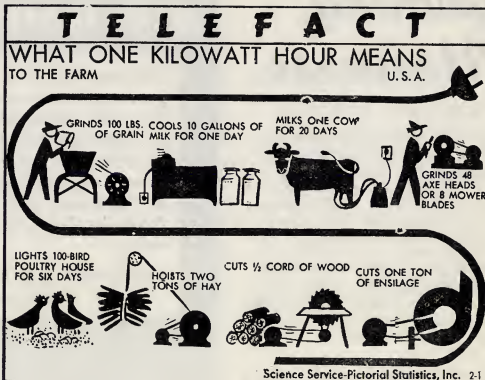 TELEFACT
WHAT ONE KILOWATT HOUR MEANS
TO THE FARM
U. S. A.
GRINDS 100 LBS.
OF GRAIN
COOLS 10 GALLONS OF
MILK FOR ONE DAY
MILKS ONE COW
FOR 20 DAYS
GRINDS 48
AXE HEADS
OR 8 MOWER
BLADES
LIGHTS 100-BIRD
POULTRY HOUSE
FOR SIX DAYS
HOISTS TWO
TONS OF HAY
CUTS ½ CORD OF WOOD
CUTS ONE TON
OF ENSILAGE
Science Service-Pictorial Statistics, Inc. 2-1